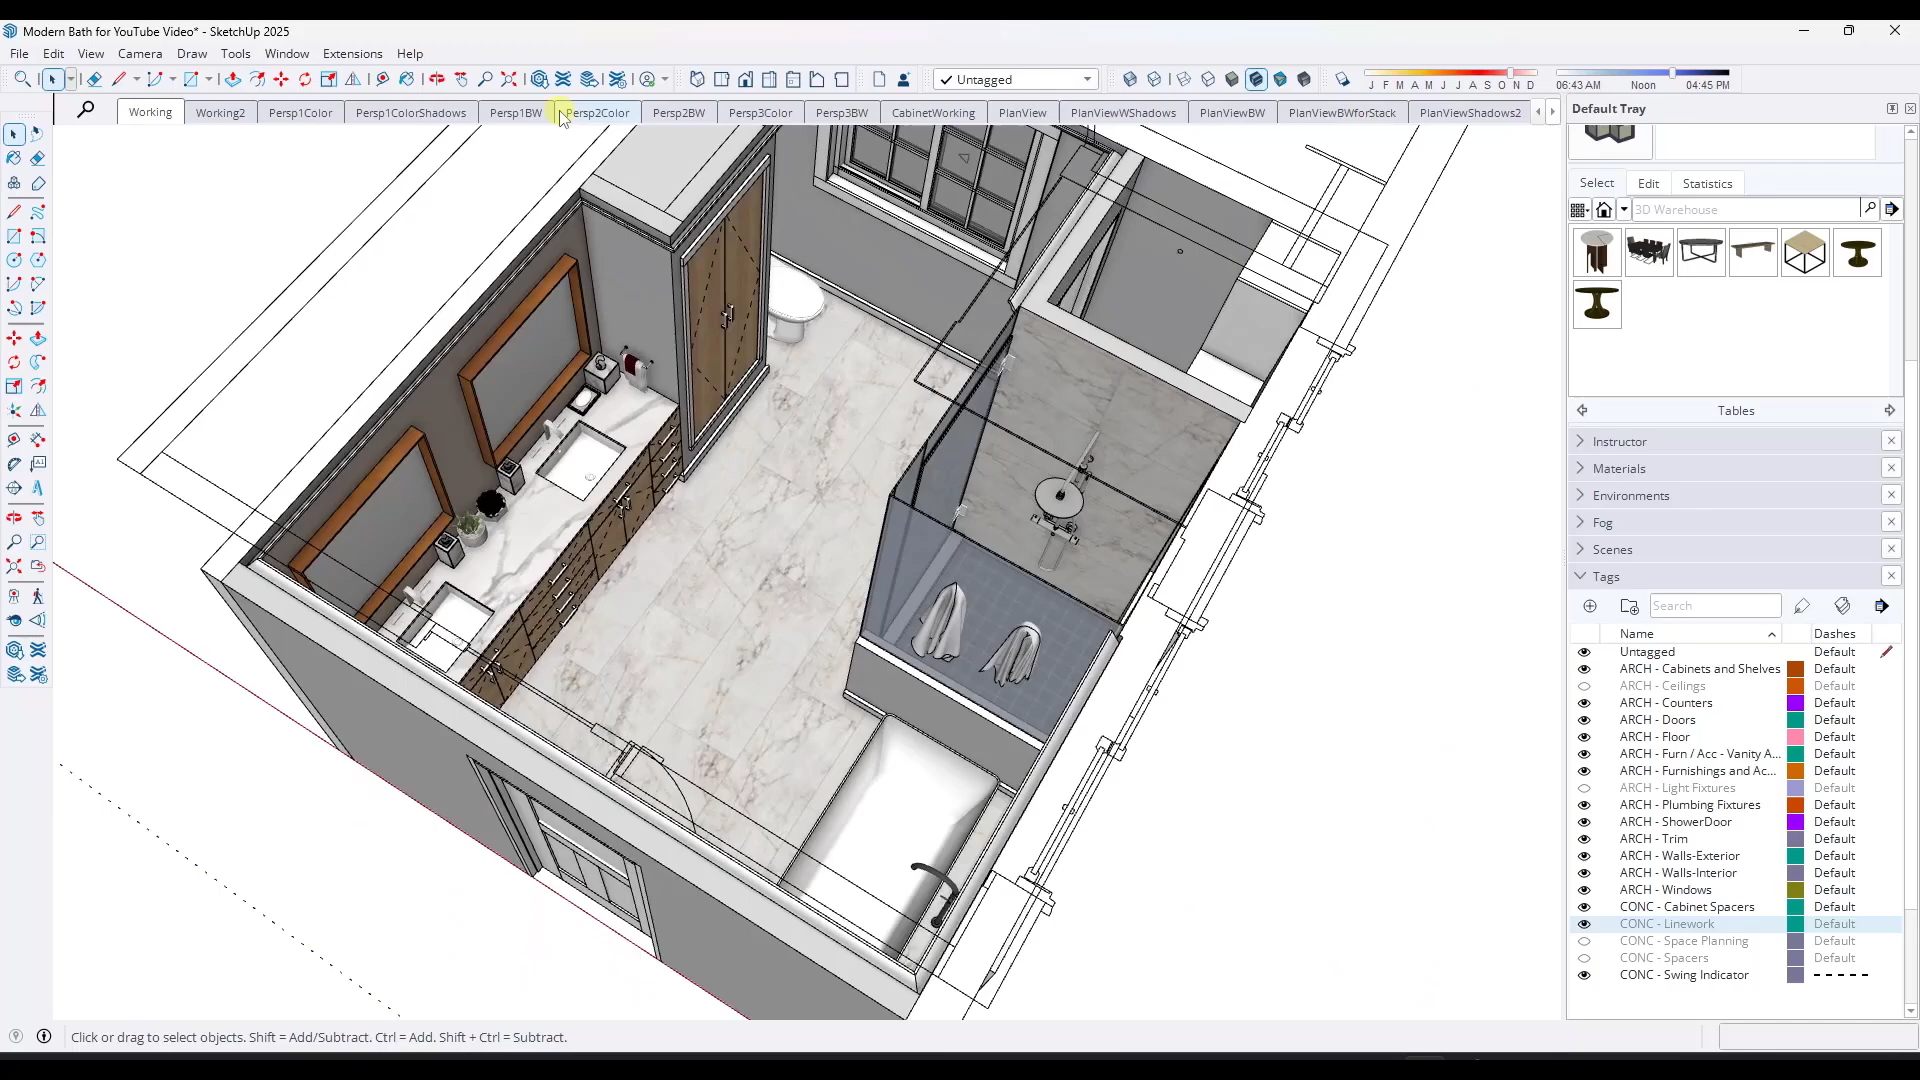 Modern Bath for YouTube Video* - SketchUp 2025
File Edit View Camera Draw Tools Window Extensions Help
Untagged
J F M A M J J A S O N D
06:43 AM Noon 04:45 PM
Working Working2 Persp1Color Persp1ColorShadows Persp1BW Persp2Color Persp2BW Persp3Color Persp3BW CabinetWorking PlanView PlanViewWShadows PlanViewBW PlanViewBWforStack PlanViewShadows2
Default Tray
Select Edit Statistics
3D Warehouse
Tables
Instructor
Materials
Environments
Fog
Scenes
Tags
Search
Name Dashes
Untagged Default
ARCH - Cabinets and Shelves Default
ARCH - Ceilings Default
ARCH - Counters Default
ARCH - Doors Default
ARCH - Floor Default
ARCH - Furn / Acc - Vanity A... Default
ARCH - Furnishings and Ac... Default
ARCH - Light Fixtures Default
ARCH - Plumbing Fixtures Default
ARCH - ShowerDoor Default
ARCH - Trim Default
ARCH - Walls-Exterior Default
ARCH - Walls-Interior Default
ARCH - Windows Default
CONC - Cabinet Spacers Default
CONC - Linework Default
CONC - Space Planning Default
CONC - Spacers Default
CONC - Swing Indicator
Click or drag to select objects. Shift = Add/Subtract. Ctrl = Add. Shift + Ctrl = Subtract.